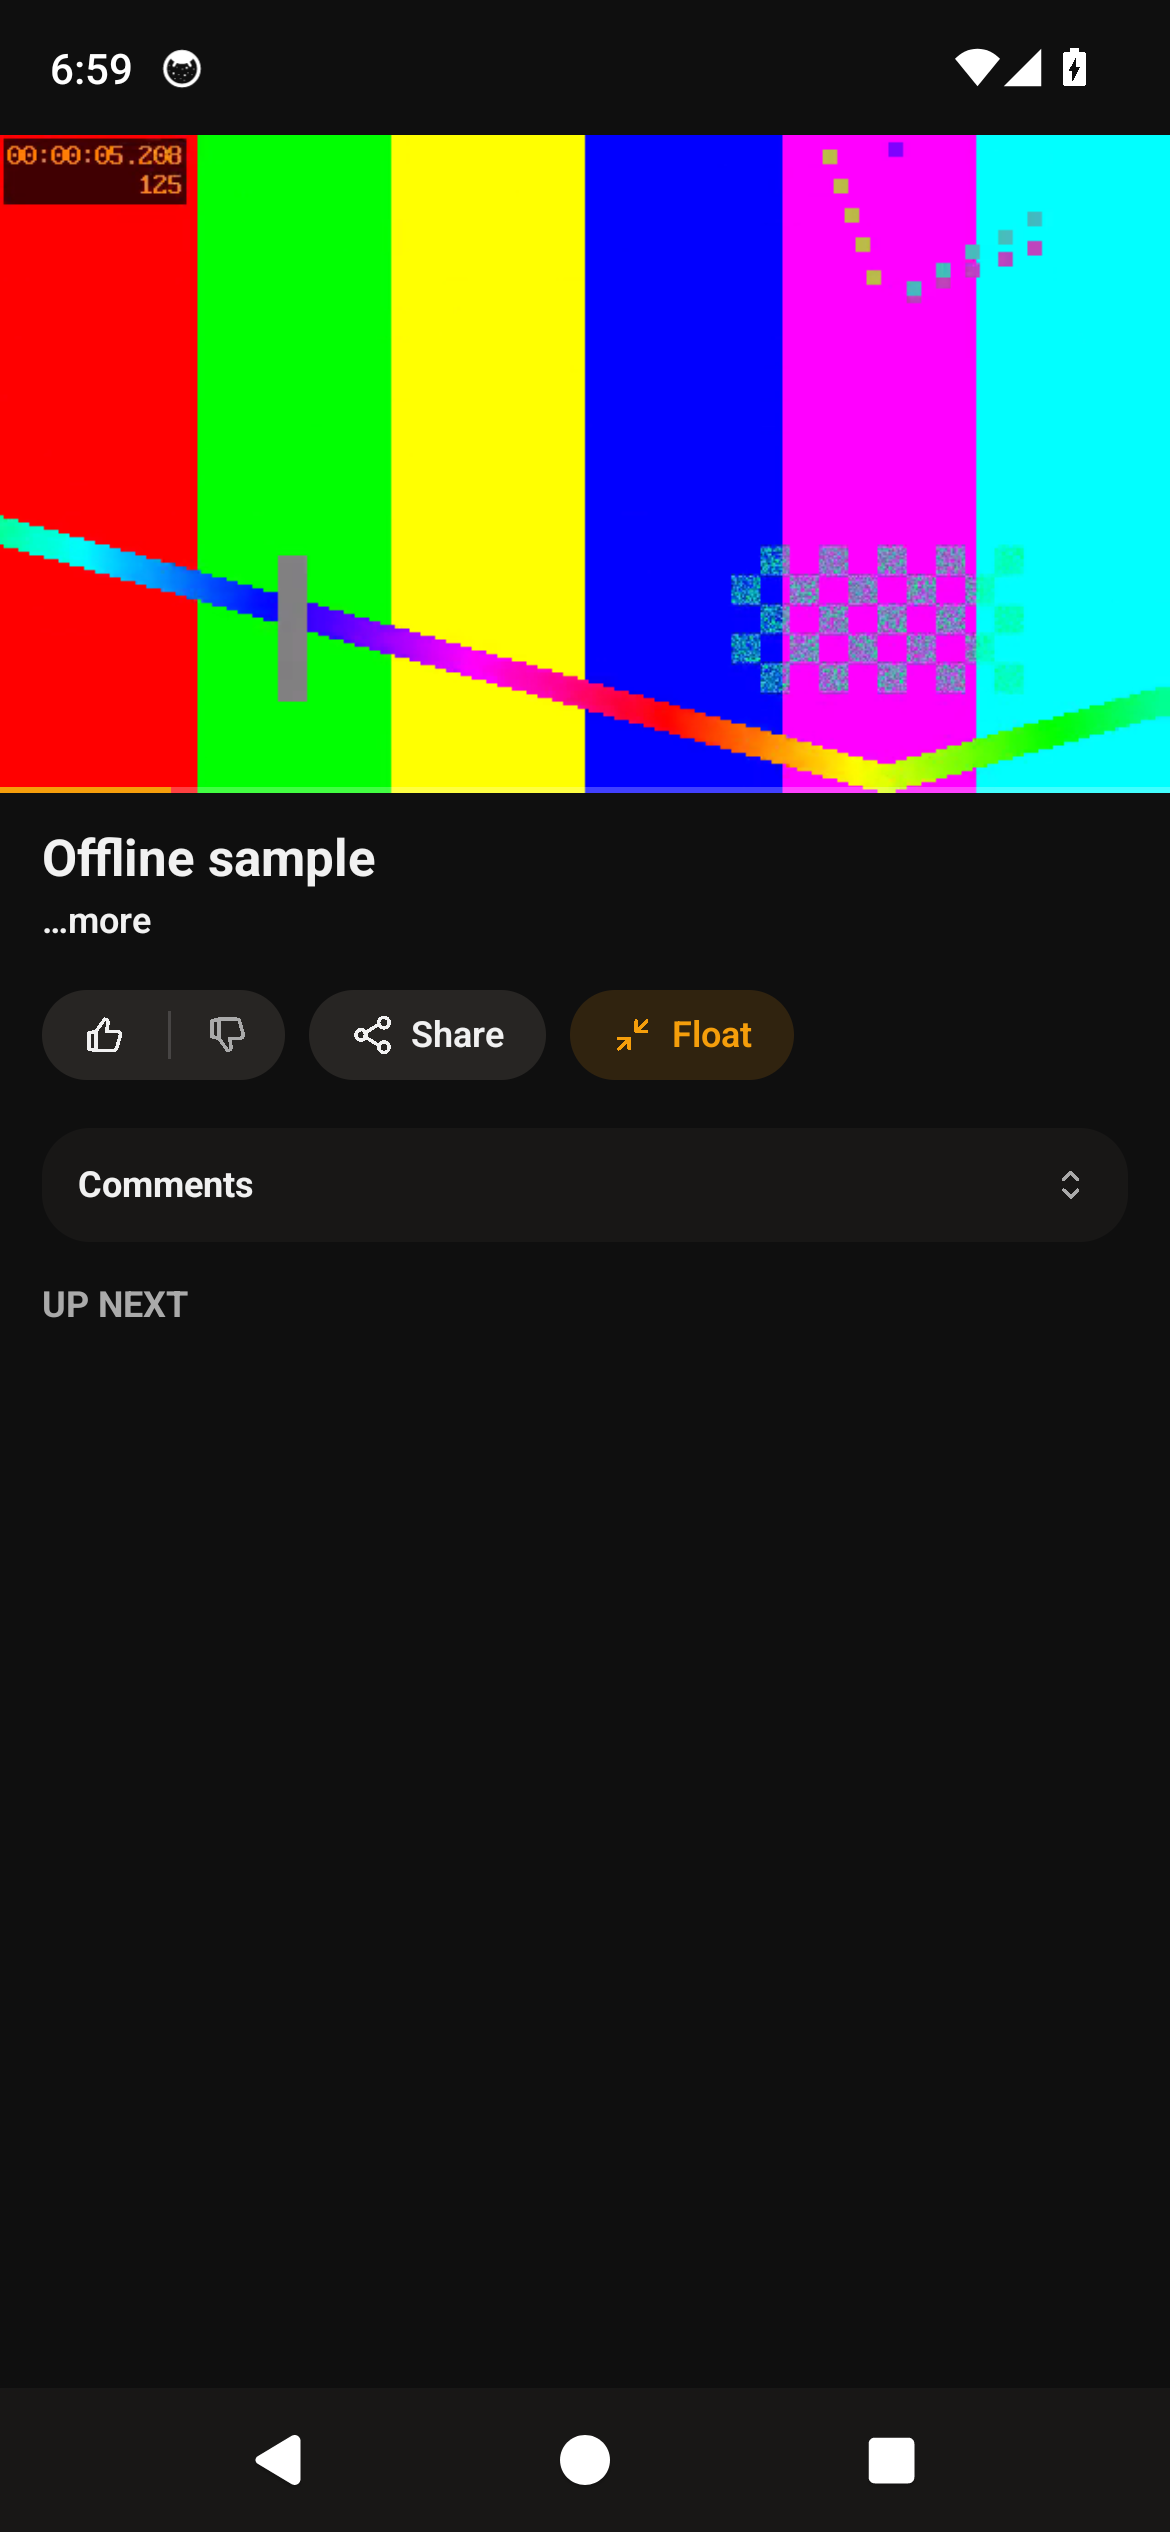 6:59
00:00:05.208
125
Offline sample
…more
Share
Float
Comments
UP NEXT